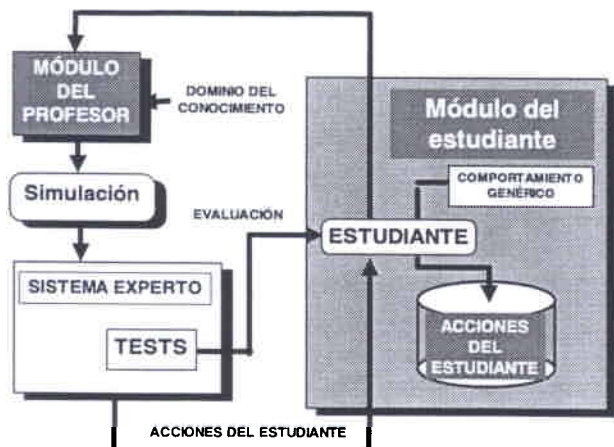 MÓDULO
DEL
PROFESOR
DOMINIO DEL
CONOCIMIENTO
Simulación
EVALUACIÓN
SISTEMA EXPERTO
TESTS
Módulo del
estudiante
COMPORTAMIENTO
GENÉRICO
ESTUDIANTE
ACCIONES
DEL
ESTUDIANTE
ACCIONES DEL ESTUDIANTE